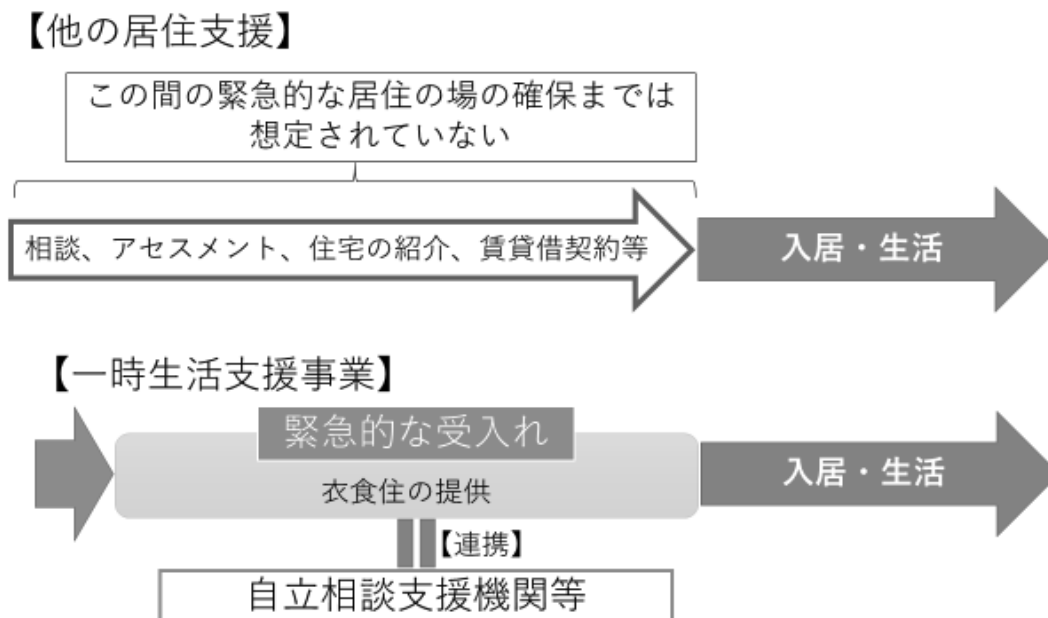 【他の居住支援】
この間の緊急的な居住の場の確保までは
想定されていない
相談、アセスメント、住宅の紹介、賃貸借契約等
入居・生活
【一時生活支援事業】
緊急的な受入れ
衣食住の提供
入居・生活
【連携】
自立相談支援機関等